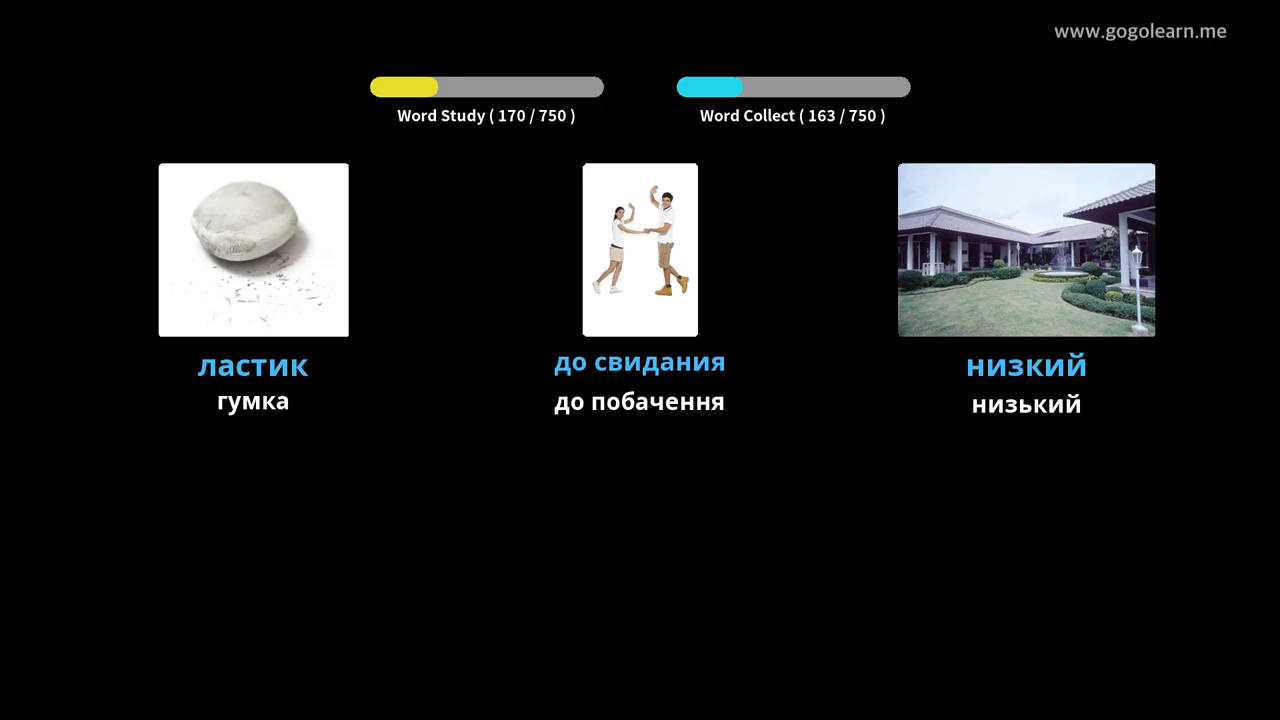 www.gogolearn.me
Word Study ( 170 / 750 )
Word Collect ( 163 / 750 )
ластик
гумка
до свидания
до побачення
низкий
низький